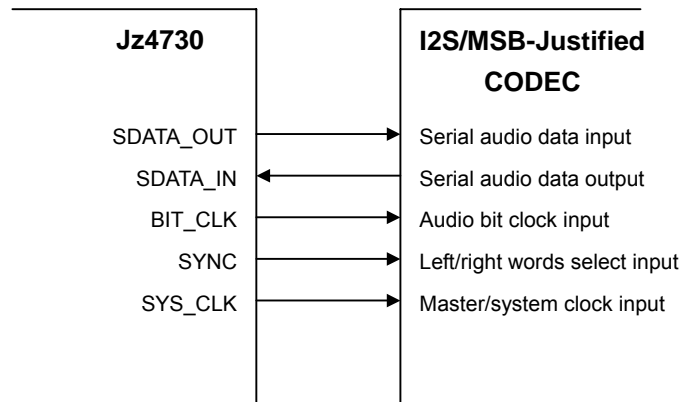 Jz4730
I2S/MSB-Justified
CODEC
SDATA_OUT
Serial audio data input
SDATA_IN
Serial audio data output
BIT_CLK
Audio bit clock input
SYNC
Left/right words select input
SYS_CLK
Master/system clock input